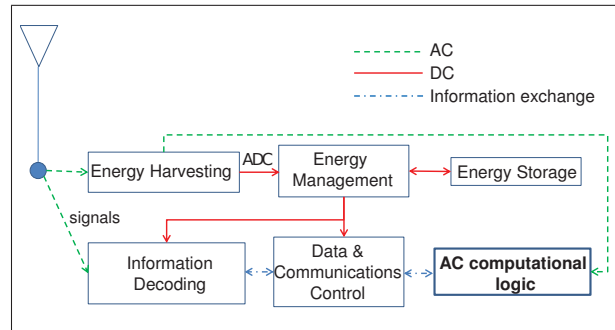 AC
DC
Information exchange
Energy Harvesting
ADC
Energy
Management
Energy Storage
signals
Information
Decoding
Data &
Communications
Control
AC computational
logic